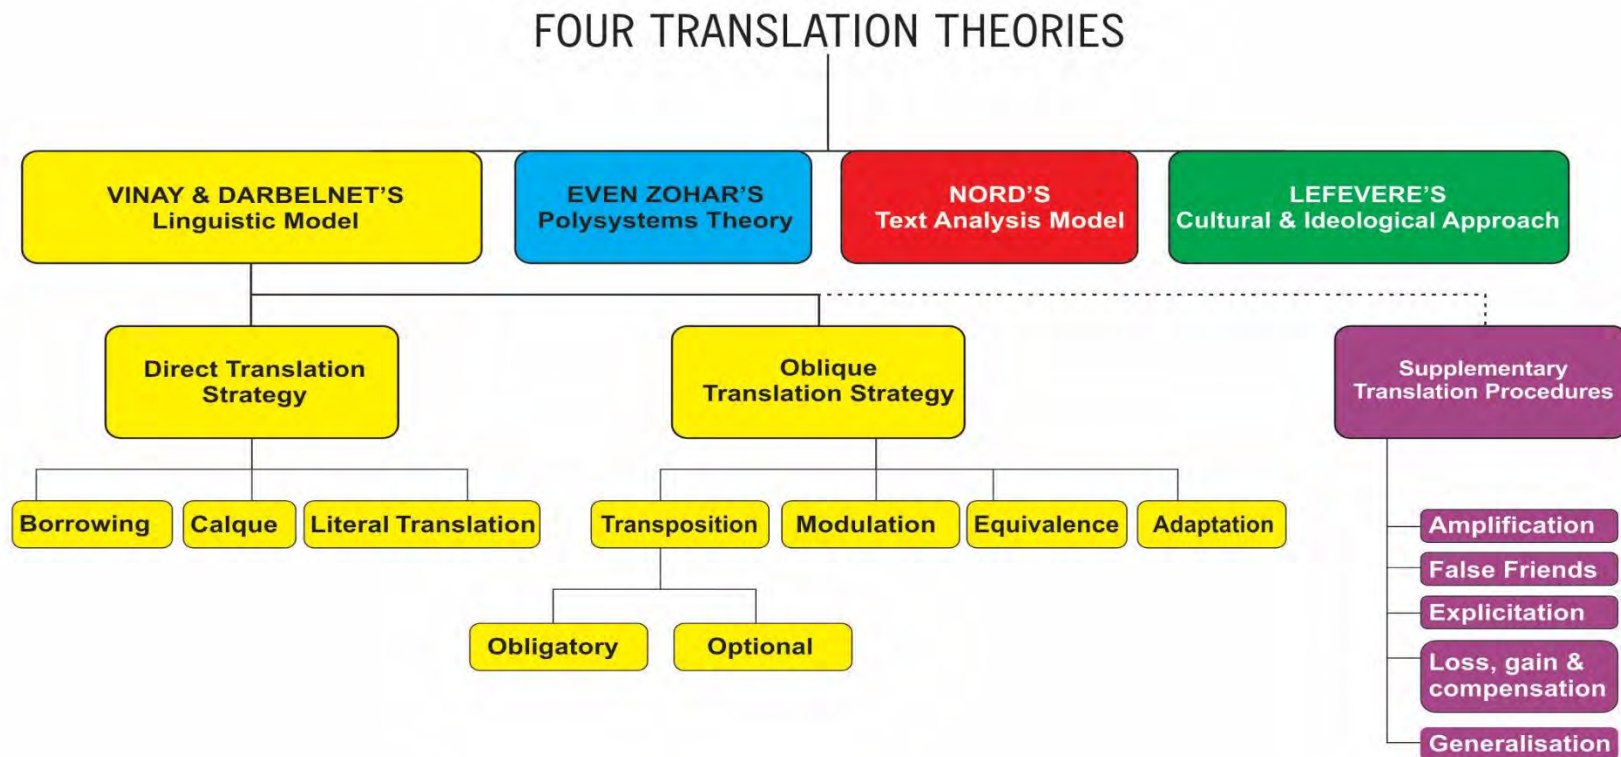 FOUR TRANSLATION THEORIES
VINAY & DARBELNET'S
Linguistic Model
EVEN ZOHAR'S
Polysystems Theory
NORD'S
Text Analysis Model
LEFEVERE'S
Cultural & Ideological Approach
Direct Translation
Strategy
Oblique
Translation Strategy
Supplementary
Translation Procedures
Borrowing
Calque
Literal Translation
Transposition
Modulation
Equivalence
Adaptation
Obligatory
Optional
Amplification
False Friends
Explicitation
Loss, gain &
compensation
Generalisation